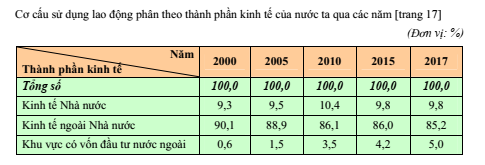 Cơ cấu sử dụng lao động phân theo thành phần kinh tế của nước ta qua các năm [trang 17]
(Đơn vị: %)
Năm
Thành phần kinh tế
2000 2005 2010 2015 2017
Tổng số 100,0 100,0 100,0 100,0 100,0
Kinh tế Nhà nước 9,3 9,5 10,4 9,8 9,8
Kinh tế ngoài Nhà nước 90,1 88,9 86,1 86,0 85,2
Khu vực có vốn đầu tư nước ngoài 0,6 1,5 3,5 4,2 5,0